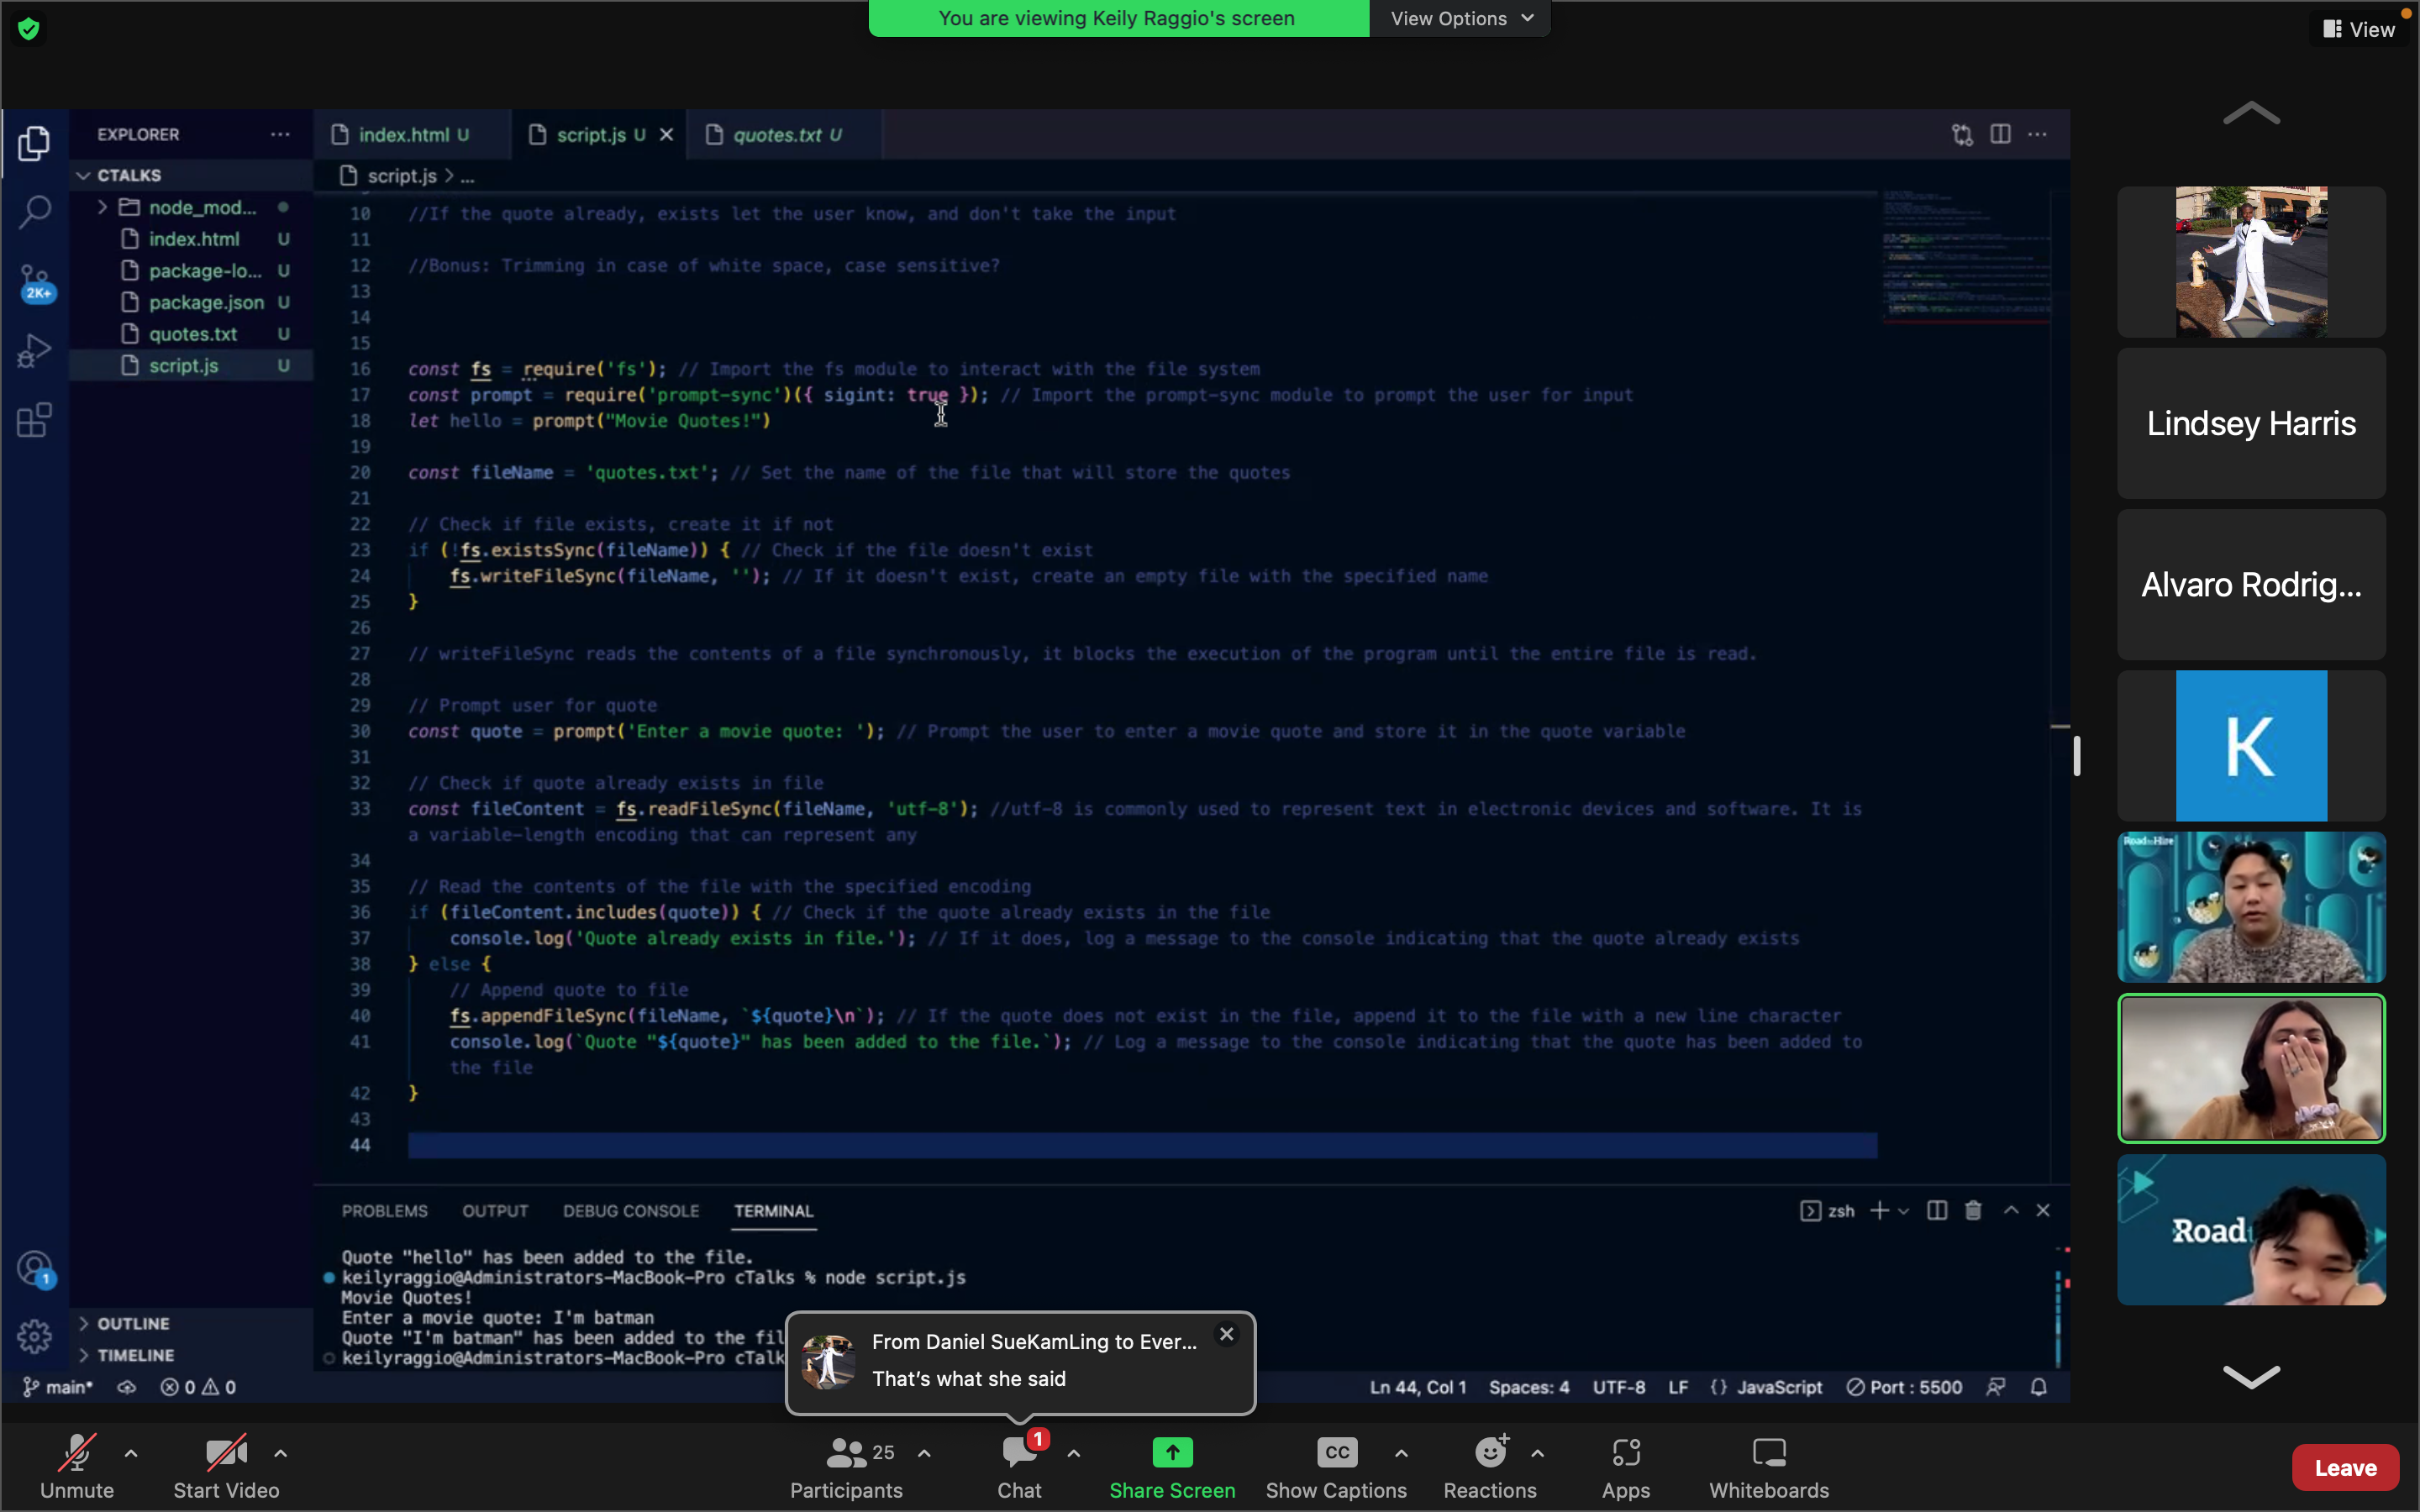 You are viewing Keily Raggio's screen
View Options
View
EXPLORER
index.html U
script.js U
quotes.txt U
CTALKS
script.js > ...
node_mod...
index.html U
package-lo... U
package.json U
quotes.txt U
script.js U
2K+
10 //If the quote already, exists let the user know, and don't take the input
11
12 //Bonus: Trimming in case of white space, case sensitive?
13
14
15
16 const fs = require('fs'); // Import the fs module to interact with the file system
17 const prompt = require('prompt-sync')({ sigint: true }); // Import the prompt-sync module to prompt the user for input
18 let hello = prompt("Movie Quotes!")
19
20 const fileName = 'quotes.txt'; // Set the name of the file that will store the quotes
21
22 // Check if file exists, create it if not
23 if (!fs.existsSync(fileName)) { // Check if the file doesn't exist
24 fs.writeFileSync(fileName, ''); // If it doesn't exist, create an empty file with the specified name
25 }
26
27 // writeFileSync reads the contents of a file synchronously, it blocks the execution of the program until the entire file is read.
28
29 // Prompt user for quote
30 const quote = prompt('Enter a movie quote: '); // Prompt the user to enter a movie quote and store it in the quote variable
31
32 // Check if quote already exists in file
33 const fileContent = fs.readFileSync(fileName, 'utf-8'); //utf-8 is commonly used to represent text in electronic devices and software. It is
a variable-length encoding that can represent any
34
35 // Read the contents of the file with the specified encoding
36 if (fileContent.includes(quote)) { // Check if the quote already exists in the file
37 console.log('Quote already exists in file.'); // If it does, log a message to the console indicating that the quote already exists
38 } else {
39 // Append quote to file
40 fs.appendFileSync(fileName, `${quote}\n`); // If the quote does not exist in the file, append it to the file with a new line character
41 console.log(`Quote "${quote}" has been added to the file.`); // Log a message to the console indicating that the quote has been added to
the file
42 }
43
44
PROBLEMS OUTPUT DEBUG CONSOLE TERMINAL
zsh
Quote "hello" has been added to the file.
keilyraggio@Administrators-MacBook-Pro cTalks % node script.js
Movie Quotes!
Enter a movie quote: I'm batman
Quote "I'm batman" has been added to the fil
keilyraggio@Administrators-MacBook-Pro cTalk
1
OUTLINE
TIMELINE
main* 0 0
Ln 44, Col 1 Spaces: 4 UTF-8 LF {} JavaScript Port : 5500
From Daniel SueKamLing to Ever...
That's what she said
Lindsey Harris
Alvaro Rodrig...
K
Road to Hire
Road
Unmute
Start Video
25
Participants
1
Chat
Share Screen
CC
Show Captions
Reactions
Apps
Whiteboards
Leave